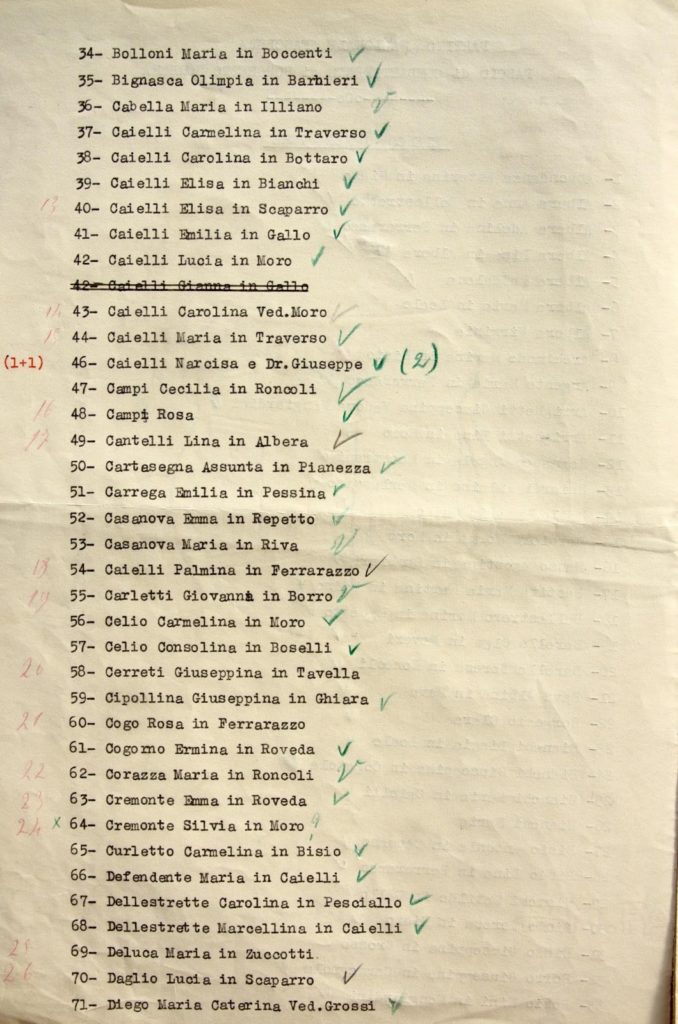 34- Bolloni Maria in Boccenti ✓
35- Bignasca Olimpia in Barbieri ✓
36- Cabella Maria in Illiano ✓
37- Caielli Carmelina in Traverso ✓
38- Caielli Carolina in Bottaro ✓
39- Caielli Elisa in Bianchi ✓
13 40- Caielli Elisa in Scaparro ✓
41- Caielli Emilia in Gallo ✓
42- Caielli Lucia in Moro ✓
42- Caielli Gianna in Gallo
43- Caielli Carolina Ved.Moro ✓
44- Caielli Maria in Traverso ✓
(1+1) 46- Caielli Narcisa e Dr.Giuseppe ✓ (2)
47- Campi Cecilia in Roncoli ✓
16 48- Campi Rosa ✓
17 49- Cantelli Lina in Albera ✓
50- Cartasegna Assunta in Pianezza ✓
51- Carrega Emilia in Pessina ✓
52- Casanova Emma in Repetto ✓
53- Casanova Maria in Riva ✓
18 54- Caielli Palmina in Ferrarazzo ✓
19 55- Carletti Giovanna in Borro ✓
56- Celio Carmelina in Moro ✓
57- Celio Consolina in Boselli ✓
20 58- Cerreti Giuseppina in Tavella
59- Cipollina Giuseppina in Ghiara ✓
21 60- Cogo Rosa in Ferrarazzo
61- Cogorno Ermina in Roveda ✓
22 62- Corazza Maria in Roncoli ✓
23 63- Cremonte Emma in Roveda ✓
24 x 64- Cremonte Silvia in Moro
65- Curletto Carmelina in Bisio ✓
66- Defendente Maria in Caielli ✓
67- Dellestrette Carolina in Pesciallo ✓
68- Dellestrette Marcellina in Caielli ✓
25 69- Deluca Maria in Zuccotti
26 70- Daglio Lucia in Scaparro ✓
71- Diego Maria Caterina Ved.Grossi ✓